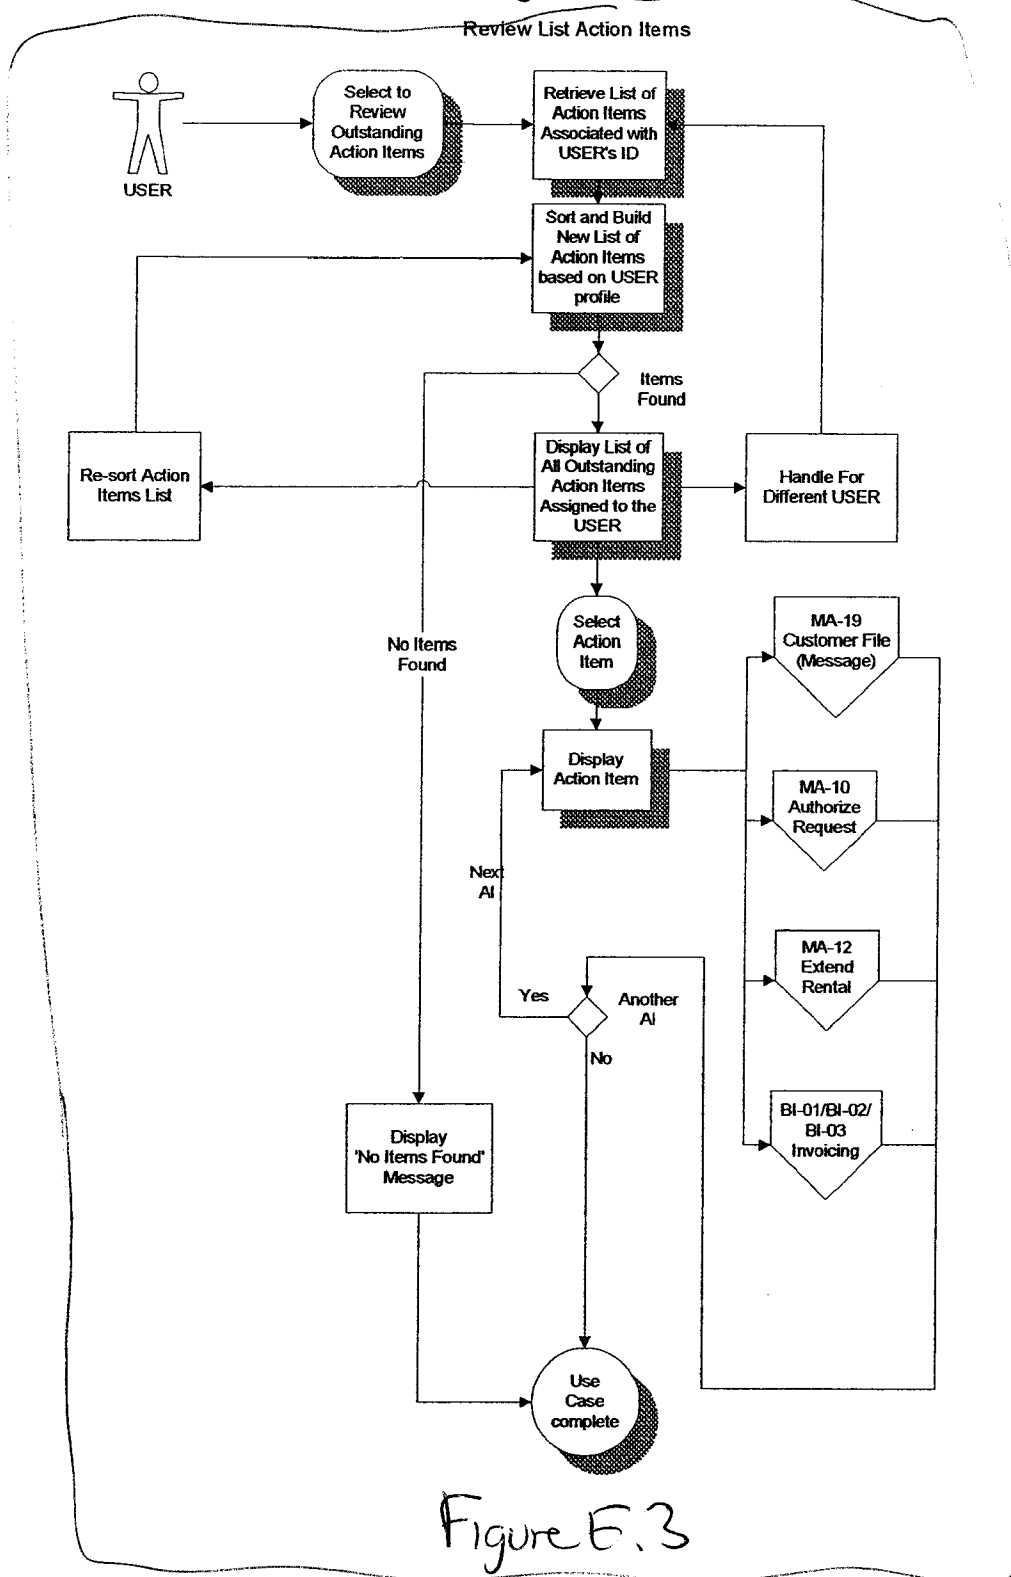 Review List Action Items
Select to
Review
Outstanding
Action Items
Retrieve List of
Action Items
Associated with
USER's ID
USER
Sort and Build
New List of
Action Items
based on USER
profile
Items
Found
Re-sort Action
Items List
Display List of
All Outstanding
Action Items
Assigned to the
USER
Handle For
Different USER
No Items
Found
Select
Action
Item
MA-19
Customer File
(Message)
Display
Action Item
MA-10
Authorize
Request
Next
AI
MA-12
Extend
Rental
Yes
Another
AI
No
BI-01/BI-02/
BI-03
Invoicing
Display
'No Items Found'
Message
Use
Case
complete
Figure E.3